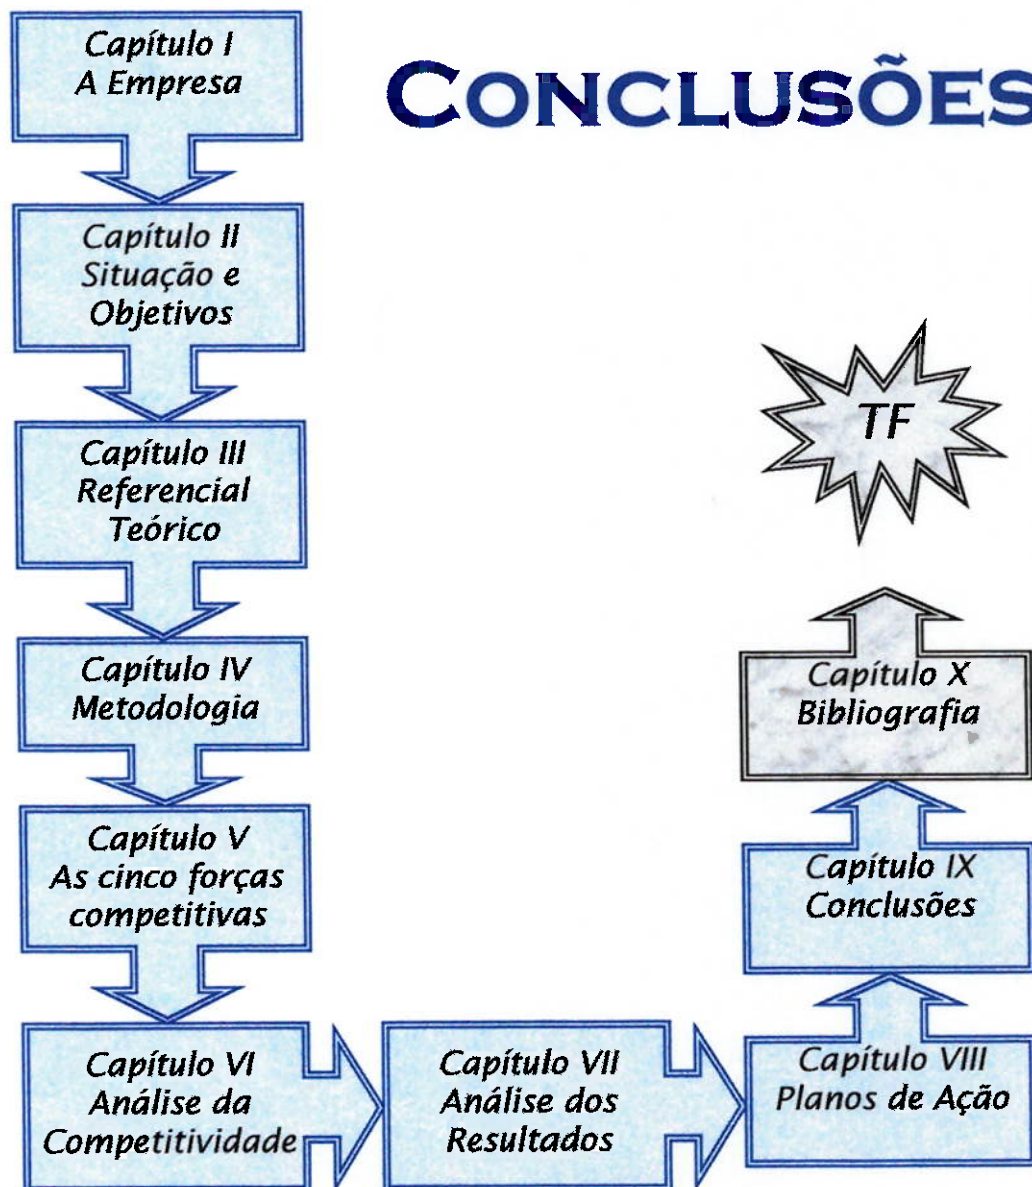 CONCLUSÕES
Capítulo I
A Empresa
Capítulo II
Situação e
Objetivos
Capítulo III
Referencial
Teórico
Capítulo IV
Metodologia
Capítulo V
As cinco forças
competitivas
Capítulo VI
Análise da
Competitividade
Capítulo VII
Análise dos
Resultados
Capítulo VIII
Planos de Ação
Capítulo IX
Conclusões
Capítulo X
Bibliografia
TF